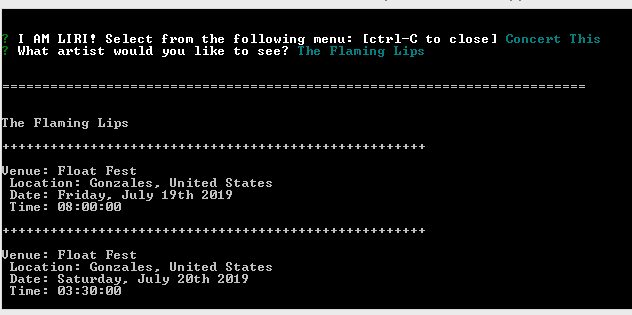 ? I AM LIRI! Select from the following menu: [ctrl-C to close] Concert This
? What artist would you like to see? The Flaming Lips
=========================================================================
The Flaming Lips
+++++++++++++++++++++++++++++++++++++++++++++++++++++
Venue: Float Fest
Location: Gonzales, United States
Date: Friday, July 19th 2019
Time: 08:00:00
+++++++++++++++++++++++++++++++++++++++++++++++++++++
Venue: Float Fest
Location: Gonzales, United States
Date: Saturday, July 20th 2019
Time: 03:30:00